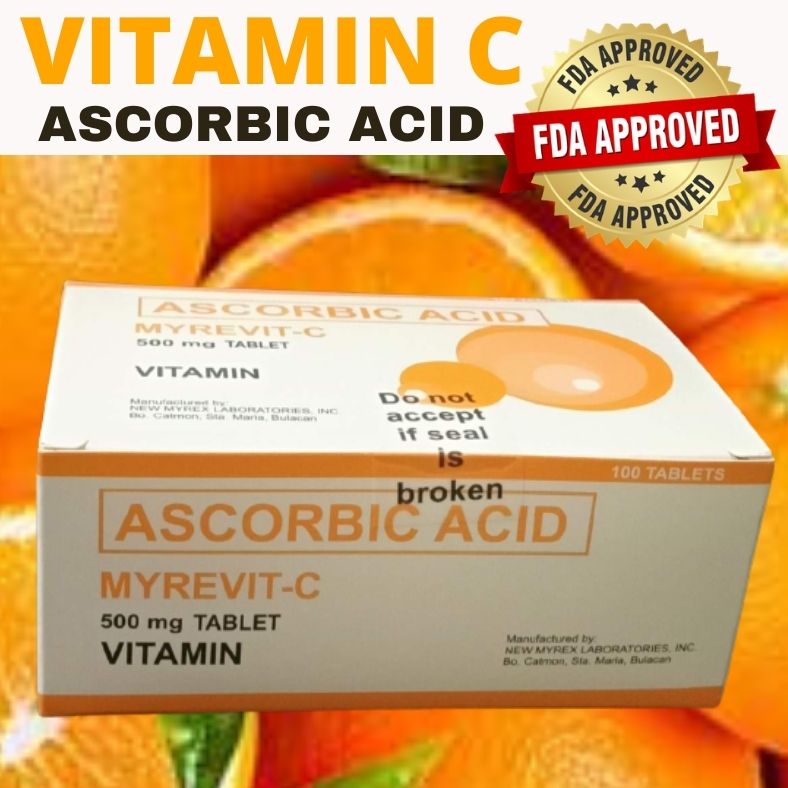 VITAMIN C
ASCORBIC ACID
FDA APPROVED
FDA APPROVED
FDA APPROVED
ASCORBIC ACID
MYREVIT-C
500 mg TABLET
VITAMIN
Manufactured by:
NEW MYREX LABORATORIES, INC.
Bo. Catmon, Sta. Maria, Bulacan
Do not
accept
if seal
is
broken
100 TABLETS
ASCORBIC ACID
MYREVIT-C
500 mg TABLET
VITAMIN
Manufactured by:
NEW MYREX LABORATORIES, INC.
Bo. Catmon, Sta. Maria, Bulacan